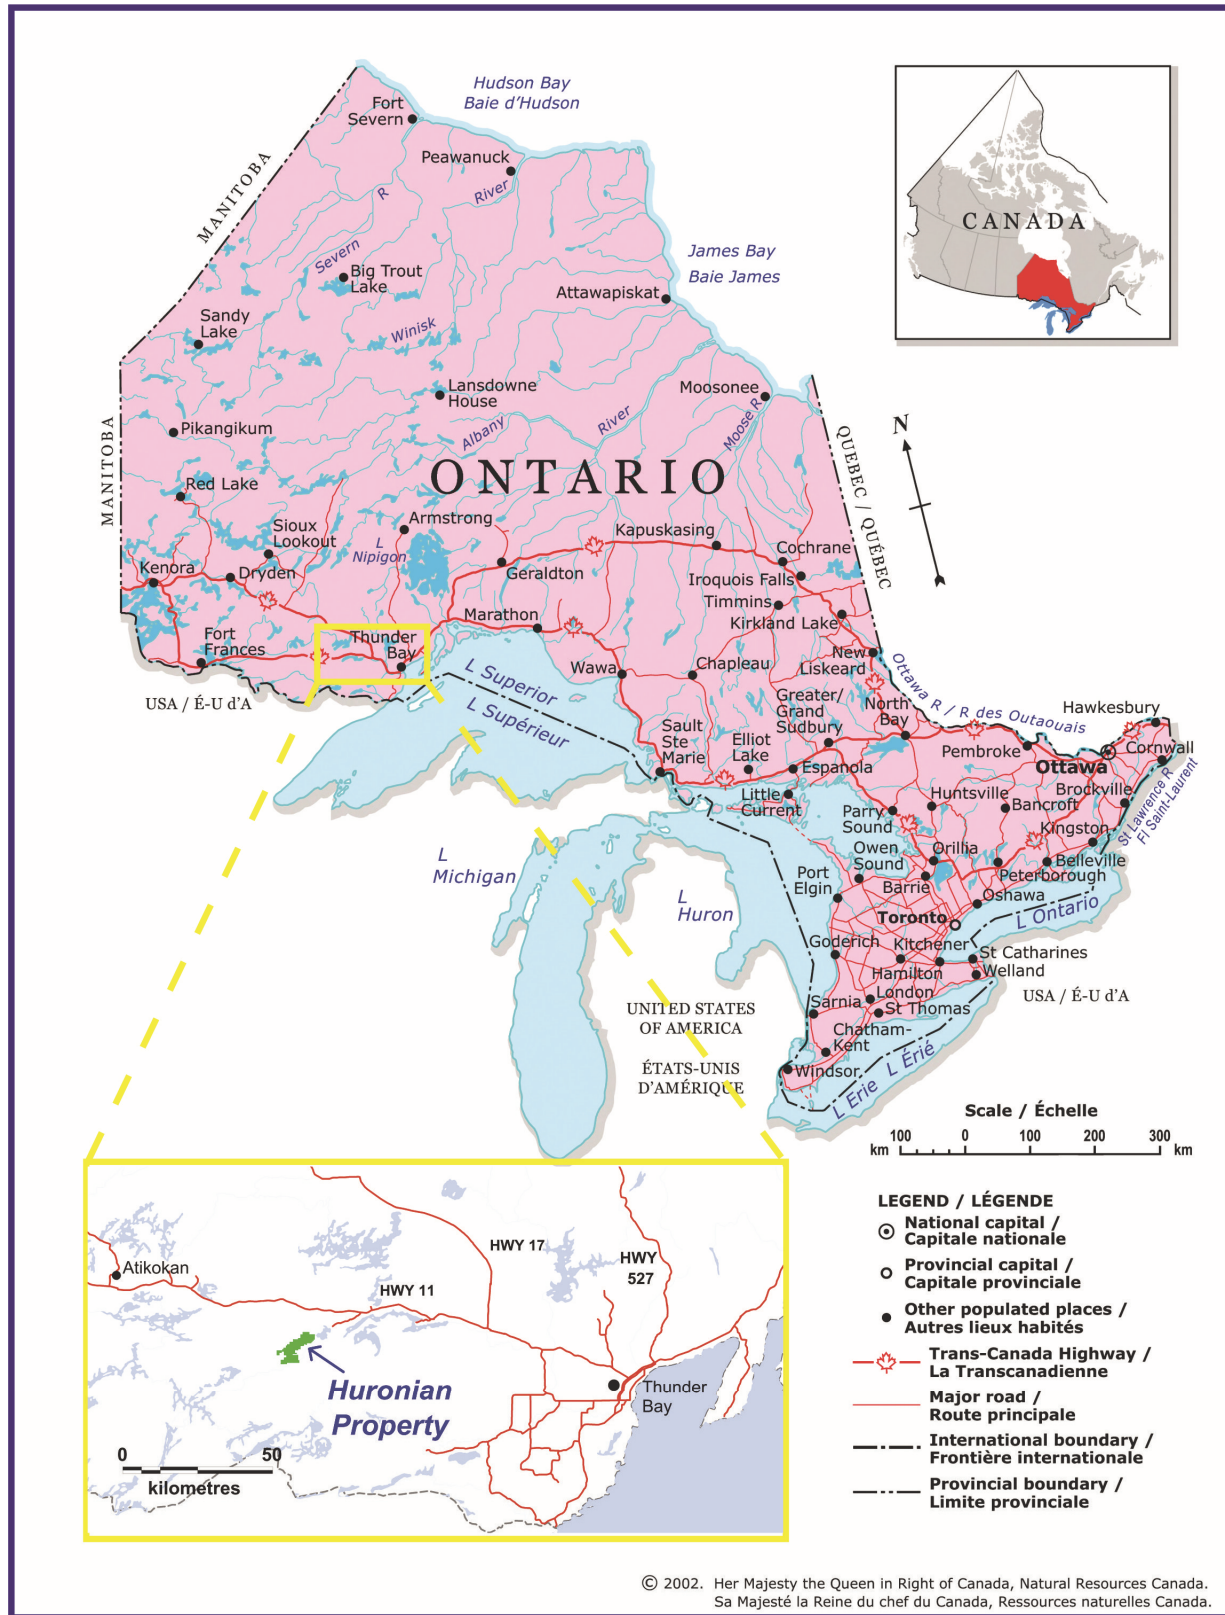 Hudson Bay
Baie d'Hudson
Fort
Severn
Peawanuck
River
R
Severn
MANITOBA
CANADA
James Bay
Baie James
Big Trout
Lake
Attawapiskat
Sandy
Lake
Winisk
Lansdowne
House
Moosonee
River
Moose R
Albany
Pikangikum
MANITOBA
N
QUEBEC / QUÉBEC
ONTARIO
Red Lake
Armstrong
Sioux
Lookout
L
Nipigon
Kapuskasing
Cochrane
Kenora
Dryden
Geraldton
Iroquois Falls
Timmins
Marathon
Kirkland Lake
Fort
Frances
Thunder
Bay
Wawa
Chapleau
New
Liskeard
Ottawa R / R des Outaouais
USA / É-U d'A
L Superior
L Supérieur
Greater/
Grand
Sudbury
North
Bay
Hawkesbury
Sault
Ste
Marie
Elliot
Lake
Espanola
Pembroke
Ottawa
Cornwall
Little
Current
Huntsville
Bancroft
Brockville
St Lawrence R
Fl Saint-Laurent
Parry
Sound
Kingston
Owen
Sound
Orillia
Belleville
L
Michigan
Port
Elgin
Barrie
Peterborough
L
Huron
Oshawa
Toronto
L Ontario
Goderich
Kitchener
St Catharines
Hamilton
Welland
USA / É-U d'A
London
Sarnia
St Thomas
UNITED STATES
OF AMERICA
Chatham-
Kent
ÉTATS-UNIS
D'AMÉRIQUE
Windsor
L Erie L Érié
Scale / Échelle
km 100 0 100 200 300 km
HWY 17
HWY
527
Atikokan
HWY 11
Huronian
Property
Thunder
Bay
0 50
kilometres
LEGEND / LÉGENDE
National capital /
Capitale nationale
Provincial capital /
Capitale provinciale
Other populated places /
Autres lieux habités
Trans-Canada Highway /
La Transcanadienne
Major road /
Route principale
International boundary /
Frontière internationale
Provincial boundary /
Limite provinciale
© 2002. Her Majesty the Queen in Right of Canada, Natural Resources Canada.
Sa Majesté la Reine du chef du Canada, Ressources naturelles Canada.